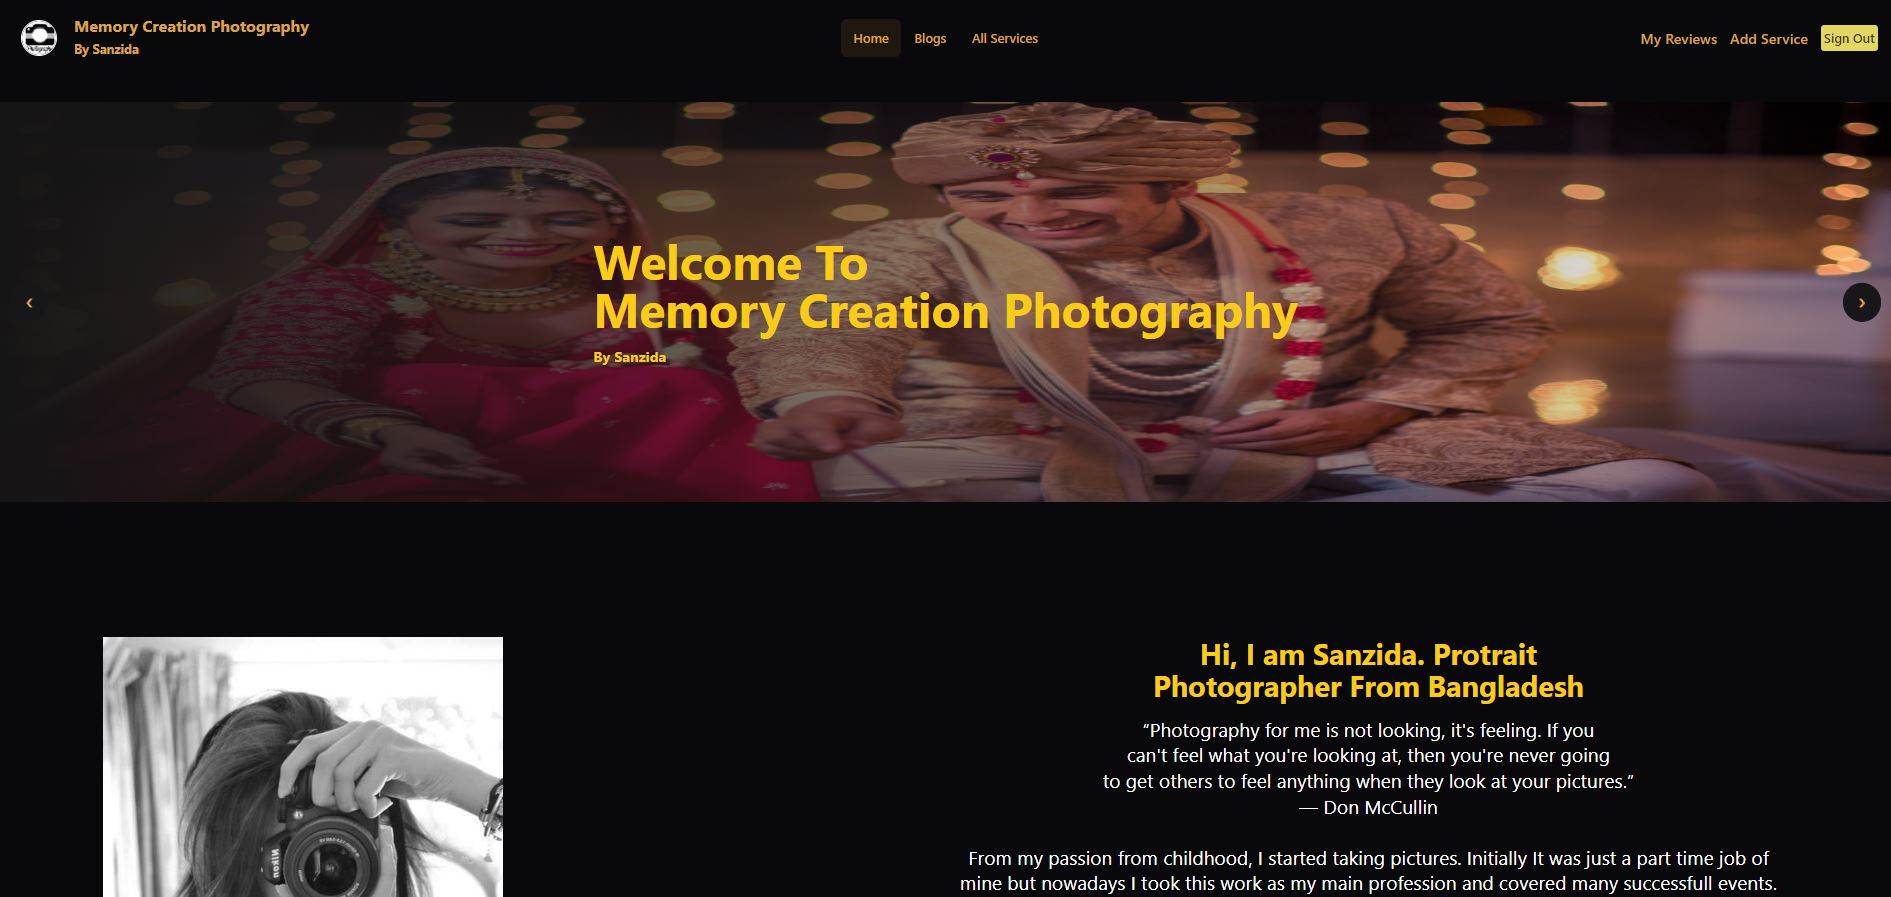 Memory Creation Photography
By Sanzida
Home Blogs All Services
My Reviews Add Service Sign Out
Welcome To
Memory Creation Photography
By Sanzida
‹ ›
Hi, I am Sanzida. Protrait
Photographer From Bangladesh
“Photography for me is not looking, it's feeling. If you
can't feel what you're looking at, then you're never going
to get others to feel anything when they look at your pictures.”
— Don McCullin
From my passion from childhood, I started taking pictures. Initially It was just a part time job of
mine but nowadays I took this work as my main profession and covered many successfull events.
Nikon